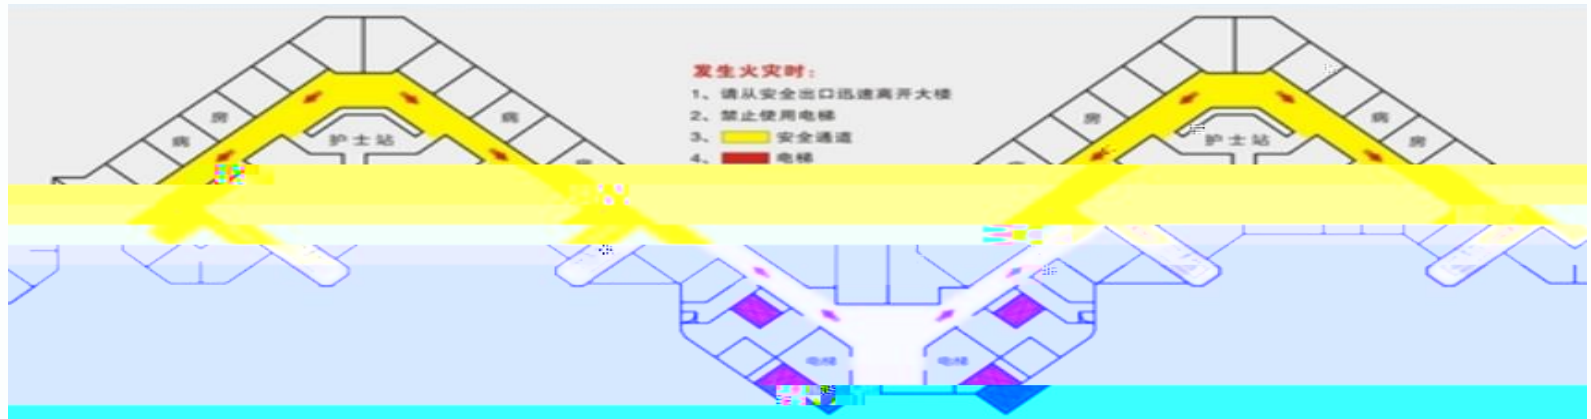 发生火灾时：
1、请从安全出口迅速离开大楼
2、禁止使用电梯
3、 安全通道
4、 电梯
房
病
护士站
病
房
病
护士站
病
房
电梯
电梯